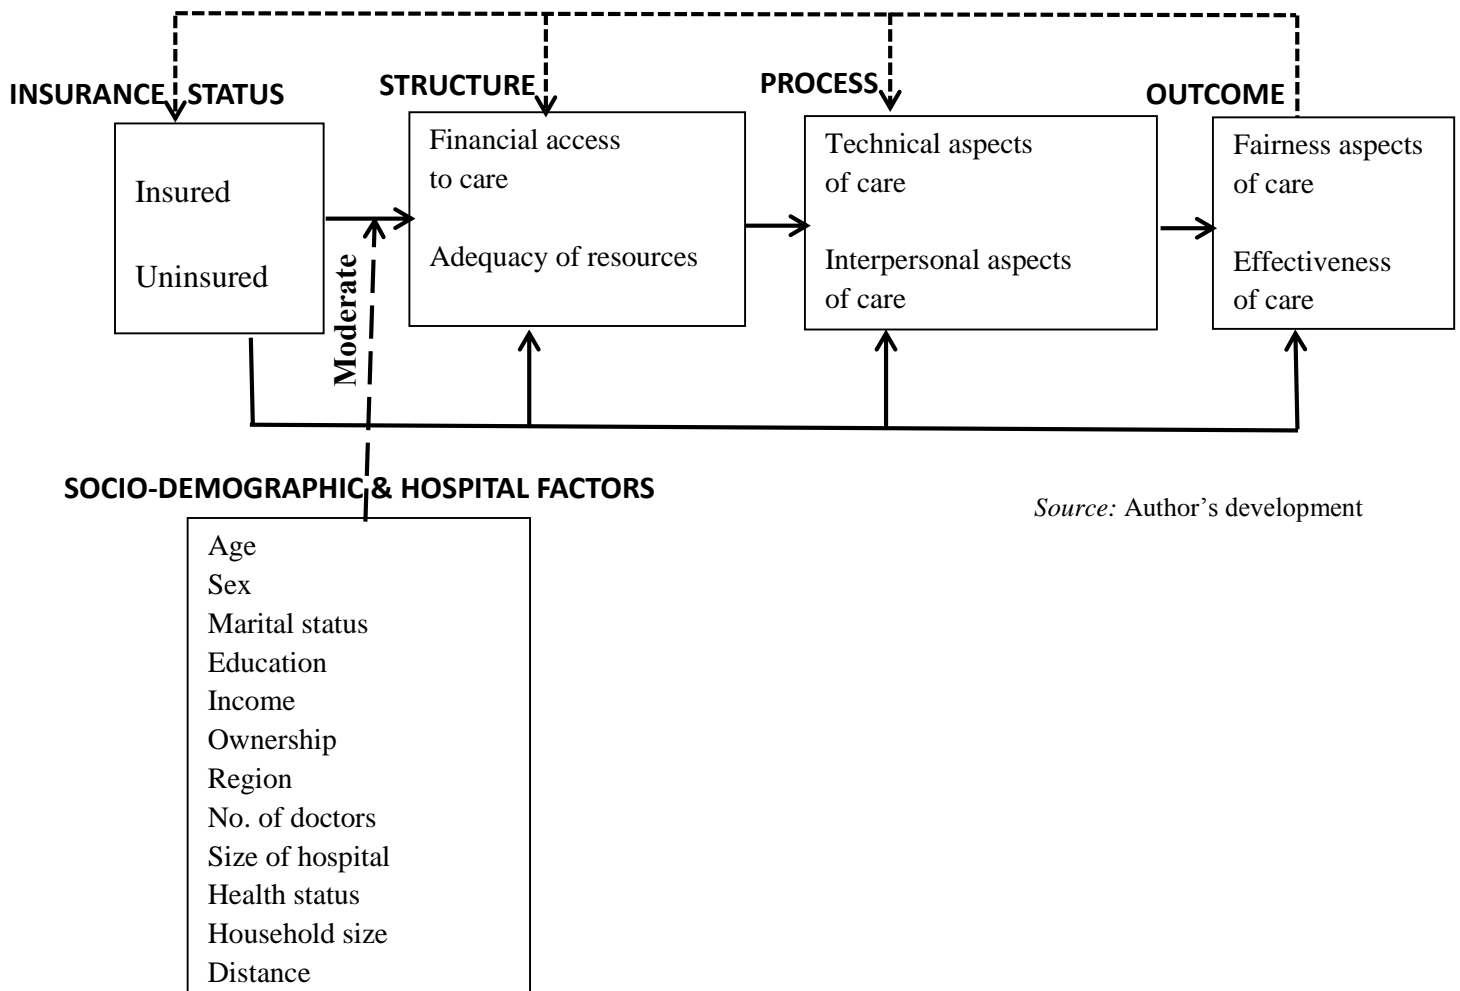 INSURANCE STATUS
Insured
Uninsured
STRUCTURE
Financial access
to care
Adequacy of resources
PROCESS
Technical aspects
of care
Interpersonal aspects
of care
OUTCOME
Fairness aspects
of care
Effectiveness
of care
Moderate
SOCIO-DEMOGRAPHIC & HOSPITAL FACTORS
Age
Sex
Marital status
Education
Income
Ownership
Region
No. of doctors
Size of hospital
Health status
Household size
Distance
Source: Author’s development